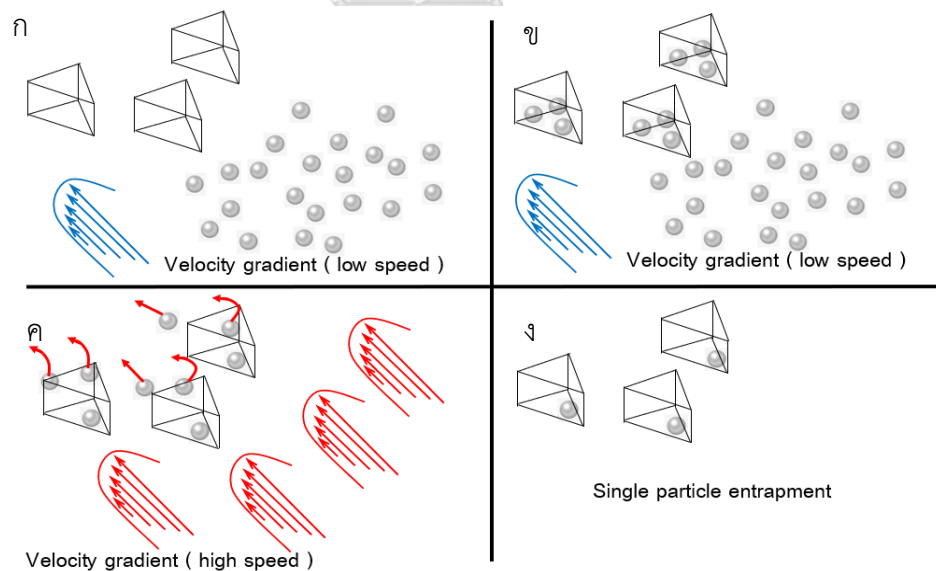 ก
ข
Velocity gradient ( low speed )
Velocity gradient ( low speed )
ค
ง
Single particle entrapment
Velocity gradient ( high speed )